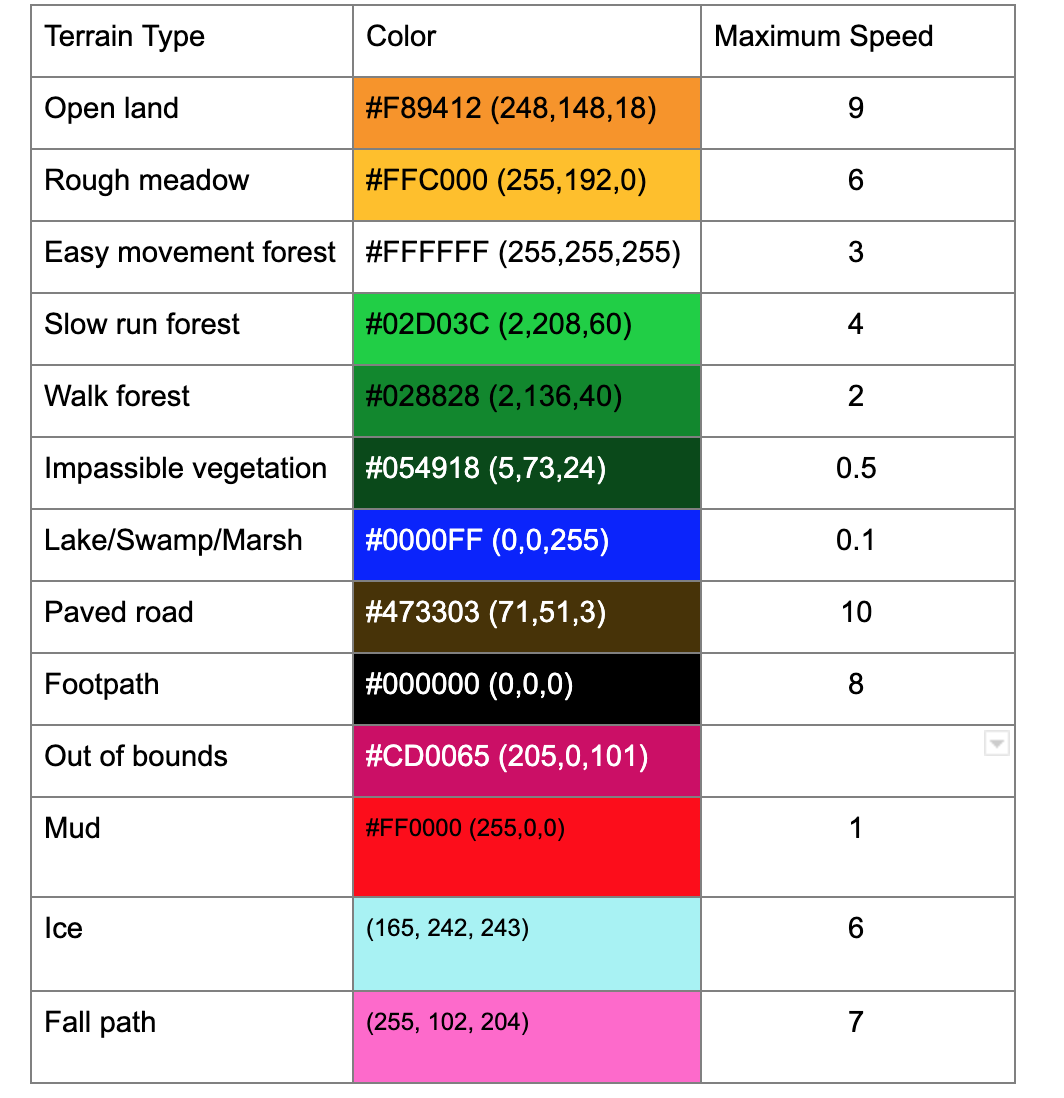 Terrain Type Color Maximum Speed
Open land #F89412 (248,148,18) 9
Rough meadow #FFC000 (255,192,0) 6
Easy movement forest #FFFFFF (255,255,255) 3
Slow run forest #02D03C (2,208,60) 4
Walk forest #028828 (2,136,40) 2
Impassible vegetation #054918 (5,73,24) 0.5
Lake/Swamp/Marsh #0000FF (0,0,255) 0.1
Paved road #473303 (71,51,3) 10
Footpath #000000 (0,0,0) 8
Out of bounds #CD0065 (205,0,101)
Mud #FF0000 (255,0,0) 1
Ice (165, 242, 243) 6
Fall path (255, 102, 204) 7